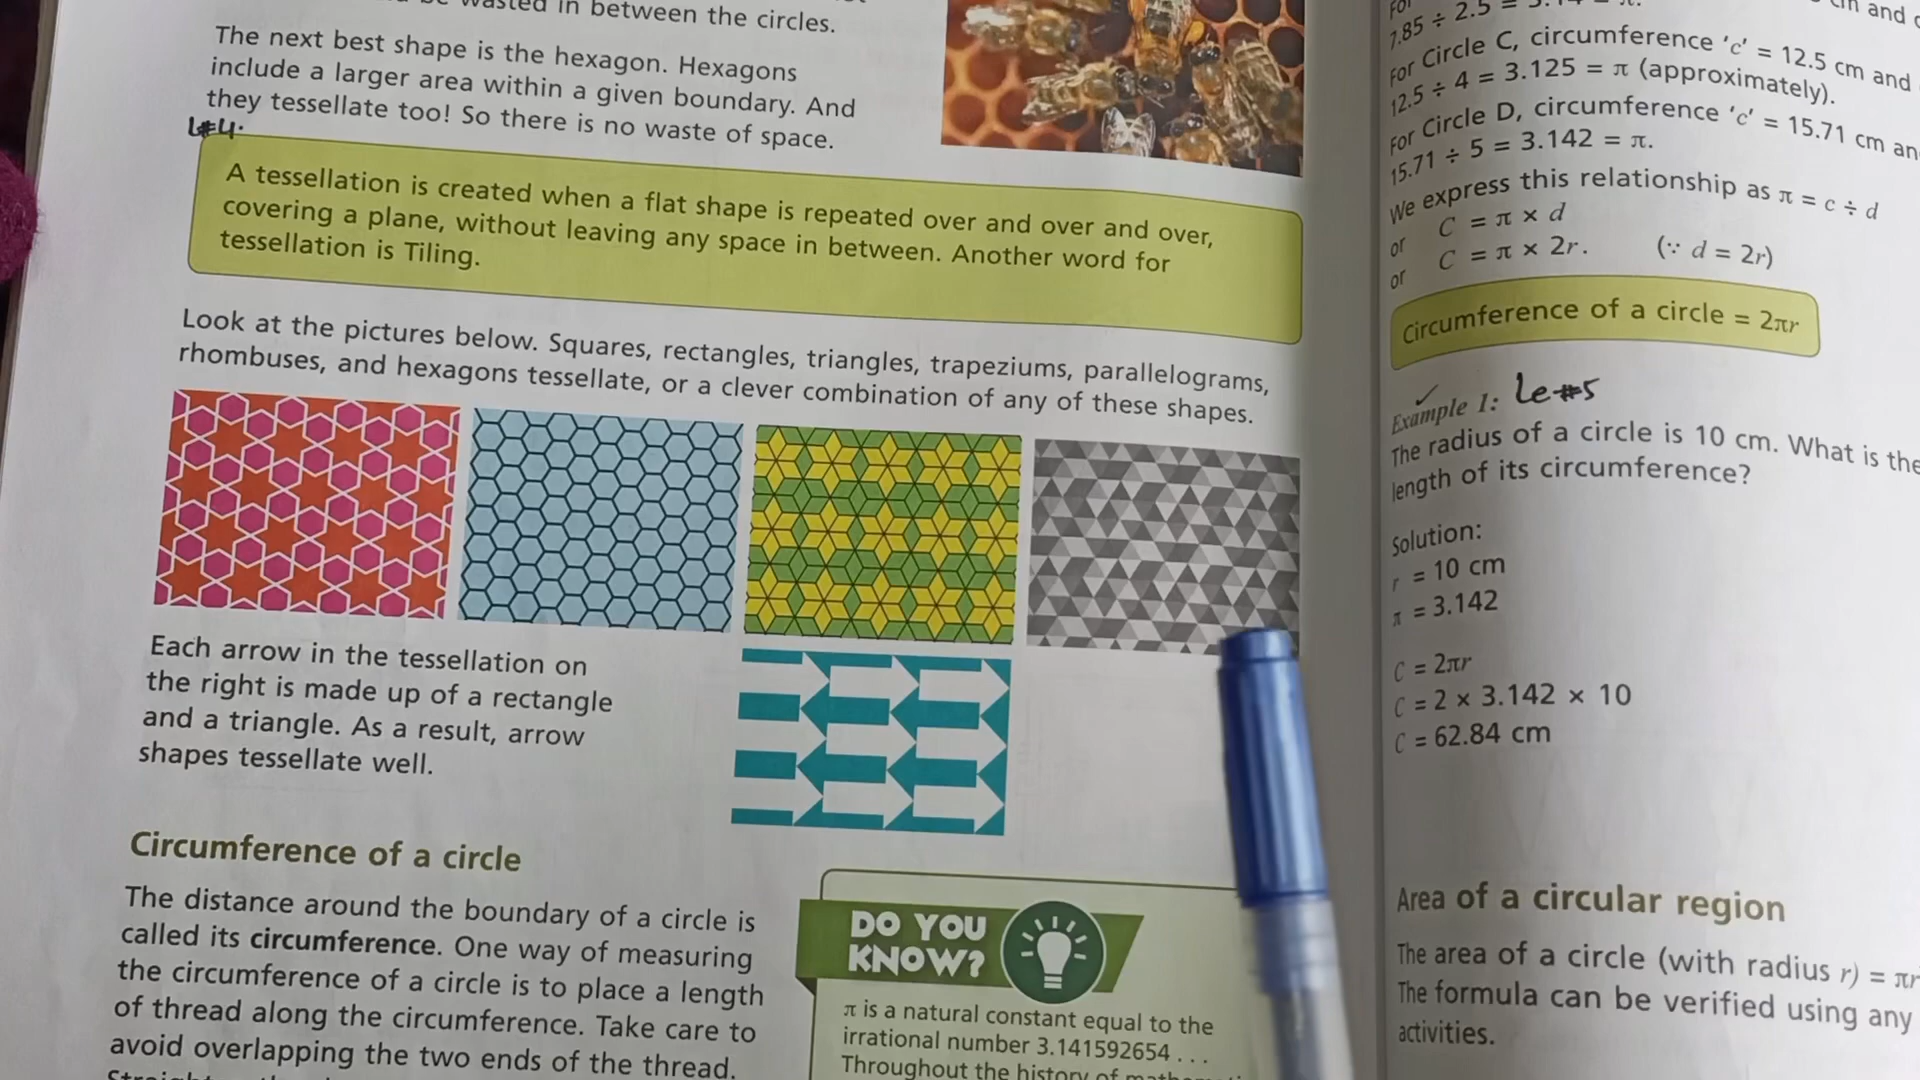 wasted in between the circles.
The next best shape is the hexagon. Hexagons
include a larger area within a given boundary. And
they tessellate too! So there is no waste of space.
L#4.
A tessellation is created when a flat shape is repeated over and over and over,
covering a plane, without leaving any space in between. Another word for
tessellation is Tiling.
Look at the pictures below. Squares, rectangles, triangles, trapeziums, parallelograms,
rhombuses, and hexagons tessellate, or a clever combination of any of these shapes.
Each arrow in the tessellation on
the right is made up of a rectangle
and a triangle. As a result, arrow
shapes tessellate well.
Circumference of a circle
The distance around the boundary of a circle is
called its circumference. One way of measuring
the circumference of a circle is to place a length
of thread along the circumference. Take care to
avoid overlapping the two ends of the thread.
DO YOU
KNOW?
π is a natural constant equal to the
irrational number 3.141592654 . . .
Throughout the history of
cm and
7.85 ÷ 2.5 = 3.14 = π.
For Circle C, circumference 'c' = 12.5 cm and
12.5 ÷ 4 = 3.125 = π (approximately).
For Circle D, circumference 'c' = 15.71 cm an
15.71 ÷ 5 = 3.142 = π.
We express this relationship as π = c ÷ d
or C = π × d
or C = π × 2r. (∵ d = 2r)
Circumference of a circle = 2πr
Example 1: Le#5
The radius of a circle is 10 cm. What is the
length of its circumference?
Solution:
r = 10 cm
π = 3.142
C = 2πr
C = 2 × 3.142 × 10
C = 62.84 cm
Area of a circular region
The area of a circle (with radius r) = πr
The formula can be verified using any
activities.